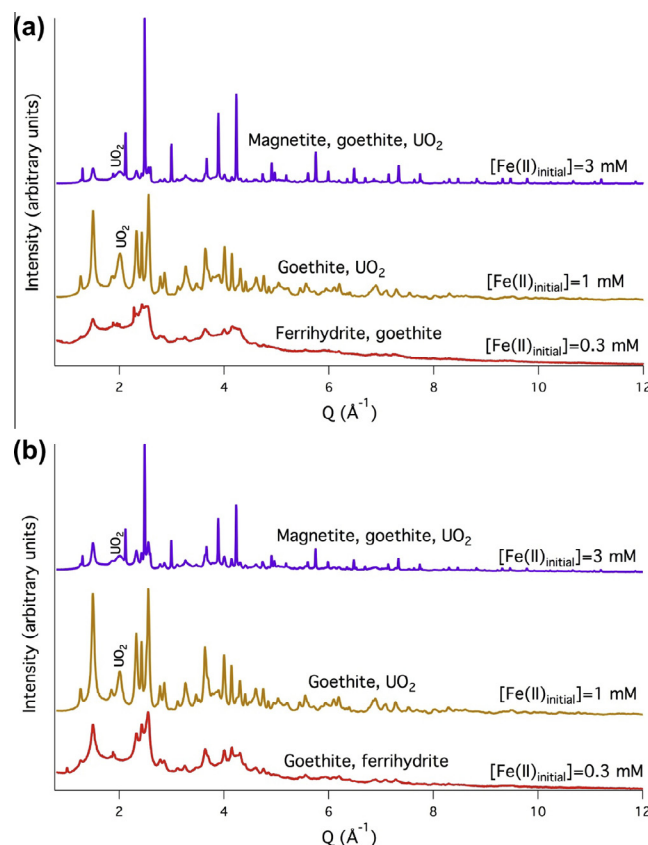 (a)
Intensity (arbitrary units)
UO2
Magnetite, goethite, UO2
[Fe(II)initial]=3 mM
UO2
Goethite, UO2
[Fe(II)initial]=1 mM
Ferrihydrite, goethite
[Fe(II)initial]=0.3 mM
2 4 6 8 10 12
Q (Å-1)
(b)
Intensity (arbitrary units)
UO2
Magnetite, goethite, UO2
[Fe(II)initial]=3 mM
UO2
Goethite, UO2
[Fe(II)initial]=1 mM
Goethite, ferrihydrite
[Fe(II)initial]=0.3 mM
2 4 6 8 10 12
Q (Å-1)